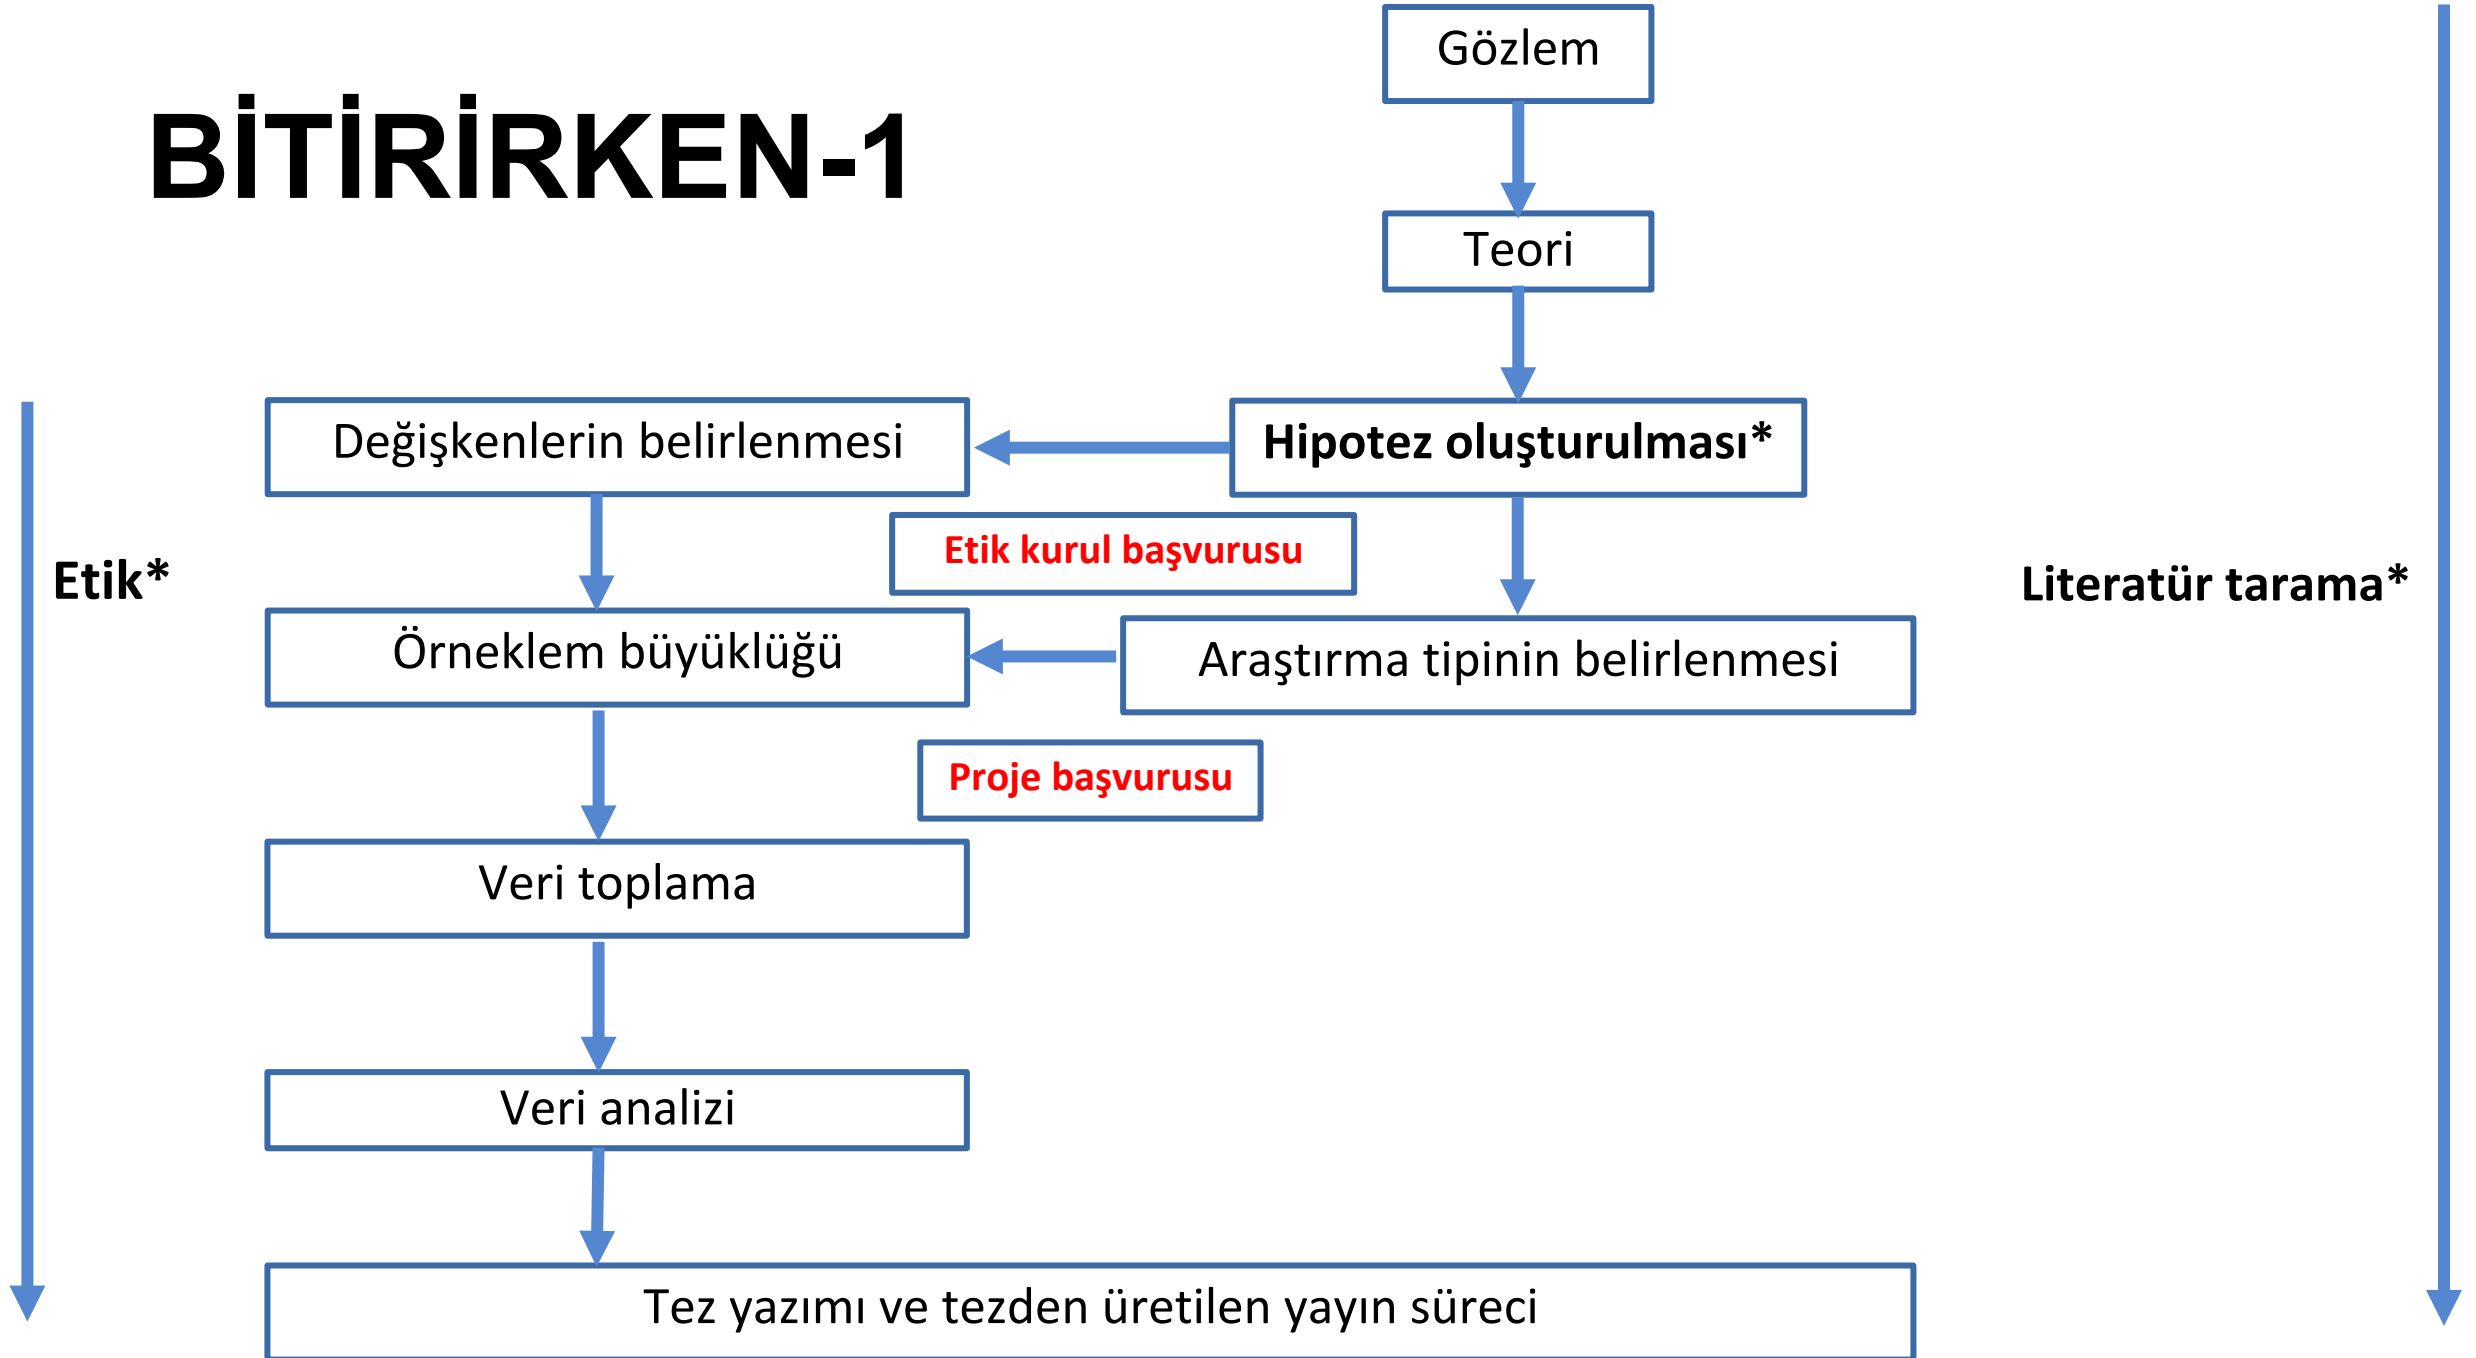 Gözlem
BİTİRİRKEN-1
Teori
Değişkenlerin belirlenmesi
Hipotez oluşturulması*
Etik kurul başvurusu
Etik*
Literatür tarama*
Örneklem büyüklüğü
Araştırma tipinin belirlenmesi
Proje başvurusu
Veri toplama
Veri analizi
Tez yazımı ve tezden üretilen yayın süreci